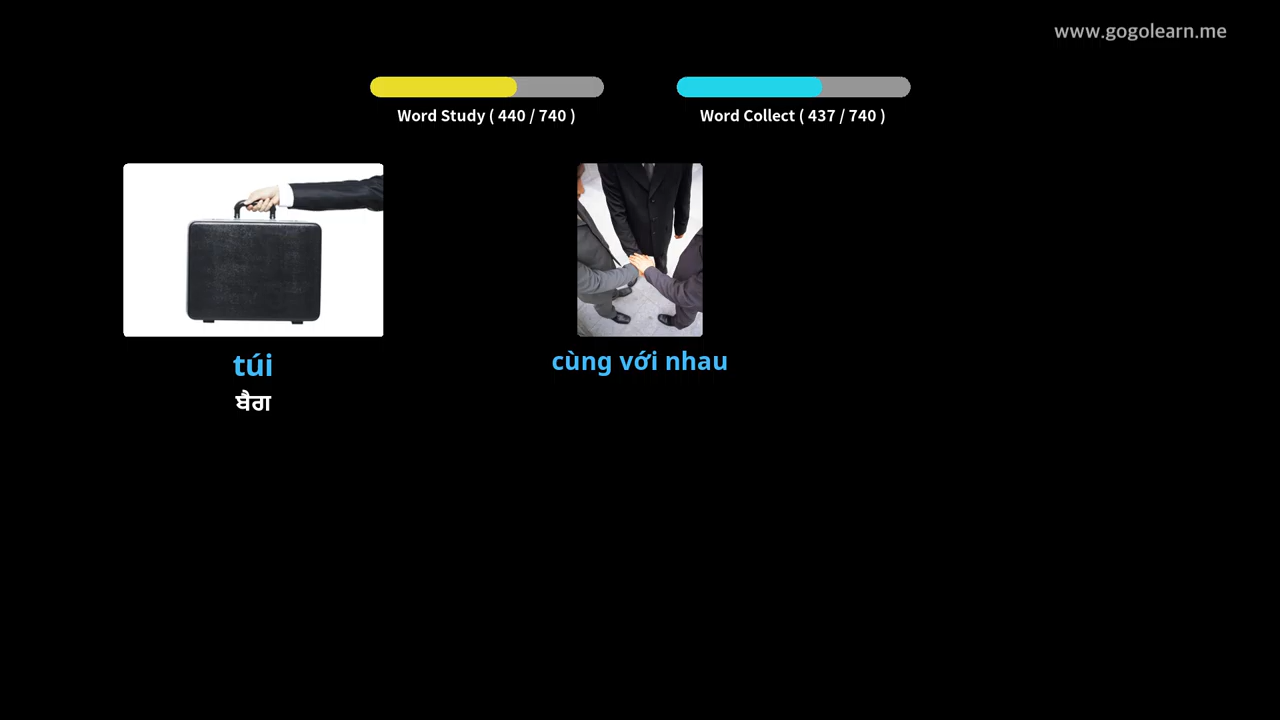 www.gogolearn.me
Word Study ( 440 / 740 )
Word Collect ( 437 / 740 )
túi
ਬੈਗ
cùng với nhau